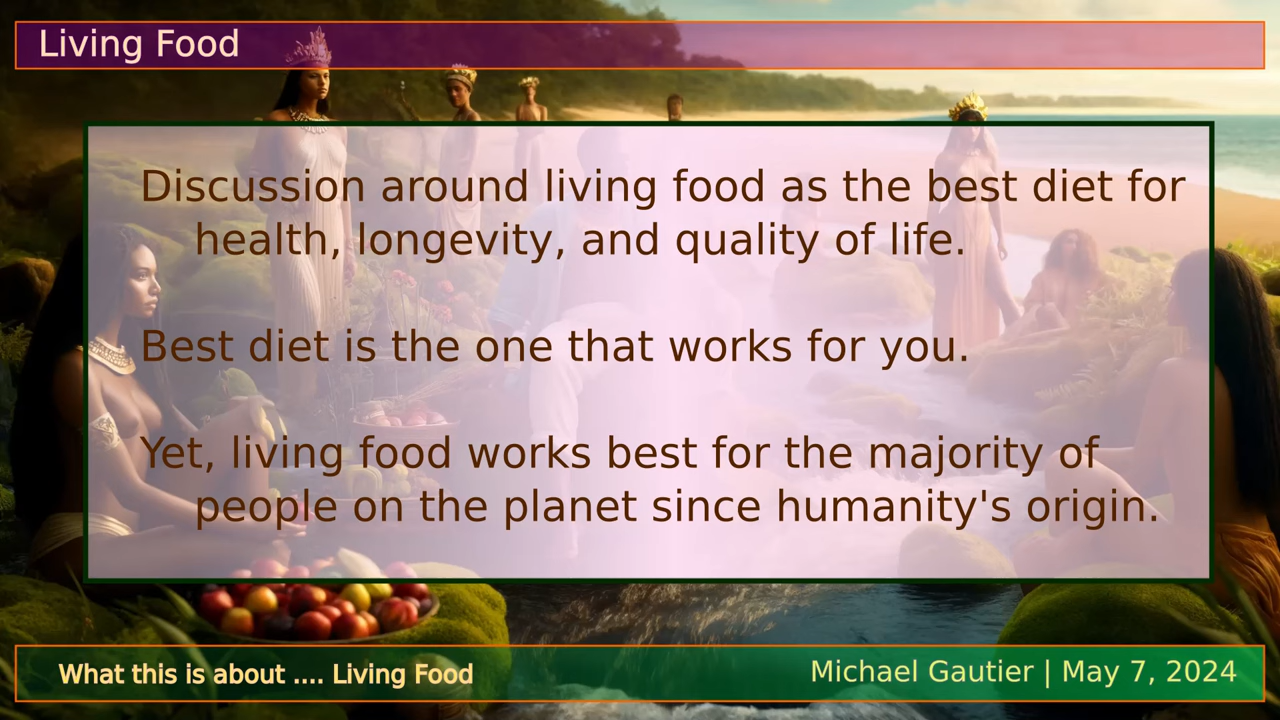 Living Food
Discussion around living food as the best diet for
health, longevity, and quality of life.
Best diet is the one that works for you.
Yet, living food works best for the majority of
people on the planet since humanity's origin.
What this is about .... Living Food
Michael Gautier | May 7, 2024